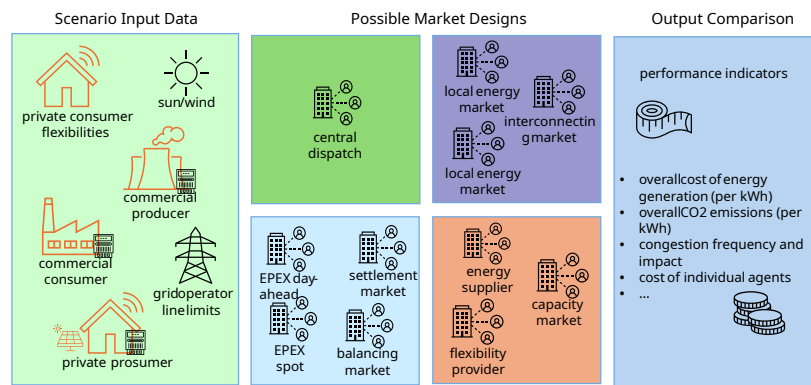 Scenario Input Data
Possible Market Designs
Output Comparison
private consumer
flexibilities
sun/wind
commercial
producer
commercial
consumer
gridoperator
linelimits
private prosumer
central
dispatch
local energy
market
interconnectin
gmarket
local energy
market
EPEX day-
ahead
settlement
market
EPEX
spot
balancing
market
energy
supplier
capacity
market
flexibility
provider
performance indicators
• overallcost of energy
generation (per kWh)
• overallCO2 emissions (per
kWh)
• congestion frequency and
impact
• cost of individual agents
• ...